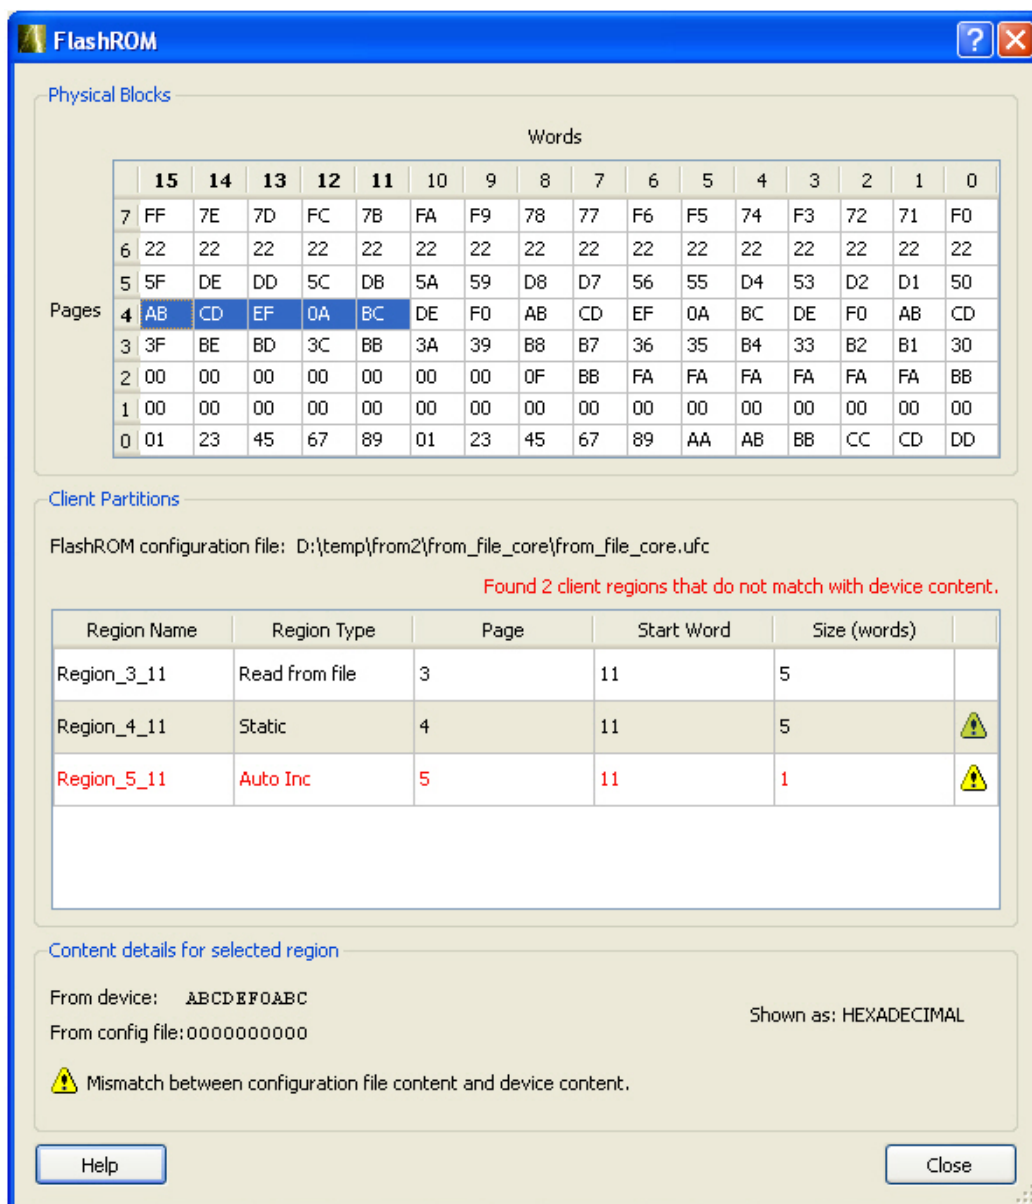 FlashROM
Physical Blocks
Words
15 14 13 12 11 10 9 8 7 6 5 4 3 2 1 0
7 FF 7E 7D FC 7B FA F9 78 77 F6 F5 74 F3 72 71 F0
6 22 22 22 22 22 22 22 22 22 22 22 22 22 22 22 22
5 5F DE DD 5C DB 5A 59 D8 D7 56 55 D4 53 D2 D1 50
Pages 4 AB CD EF 0A BC DE F0 AB CD EF 0A BC DE F0 AB CD
3 3F BE BD 3C BB 3A 39 B8 B7 36 35 B4 33 B2 B1 30
2 00 00 00 00 00 00 00 0F BB FA FA FA FA FA FA BB
1 00 00 00 00 00 00 00 00 00 00 00 00 00 00 00 00
0 01 23 45 67 89 01 23 45 67 89 AA AB BB CC CD DD
Client Partitions
FlashROM configuration file: D:\temp\from2\from_file_core\from_file_core.ufc
Found 2 client regions that do not match with device content.
Region Name Region Type Page Start Word Size (words)
Region_3_11 Read from file 3 11 5
Region_4_11 Static 4 11 5
Region_5_11 Auto Inc 5 11 1
Content details for selected region
From device: ABCDEF0ABC
Shown as: HEXADECIMAL
From config file:0000000000
Mismatch between configuration file content and device content.
Help Close